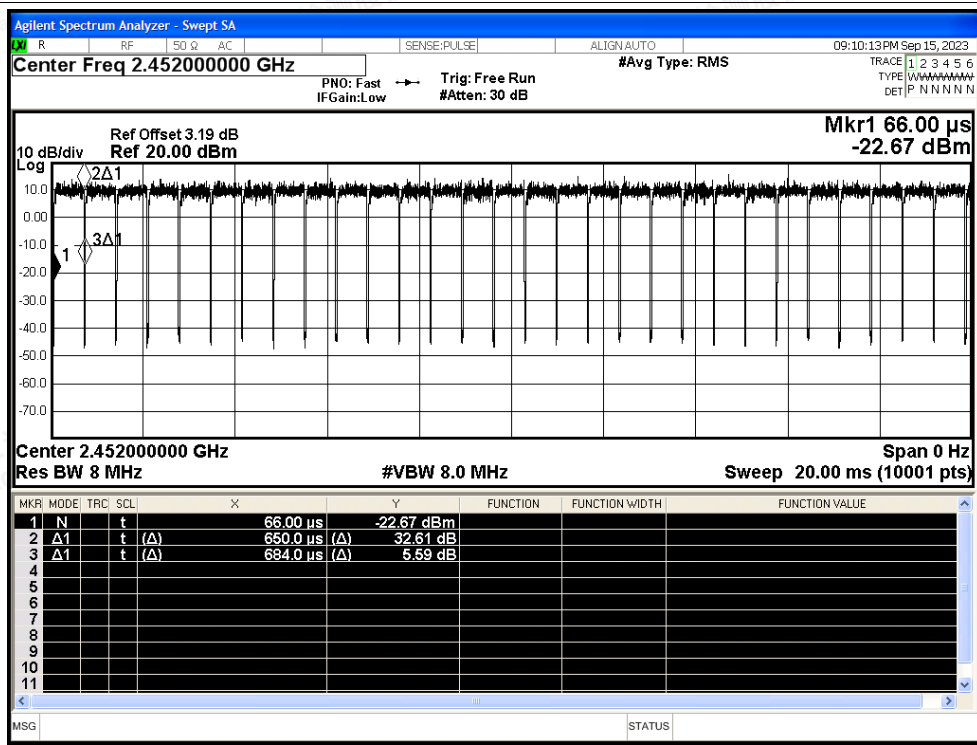 Agilent Spectrum Analyzer - Swept SA
LXI R RF 50 Ω AC SENSE:PULSE ALIGN AUTO 09:10:13 PM Sep 15, 2023
Center Freq 2.452000000 GHz #Avg Type: RMS TRACE 1 2 3 4 5 6
PNO: Fast Trig: Free Run TYPE
IFGain:Low #Atten: 30 dB DET P N N N N N
Mkr1 66.00 µs
Ref Offset 3.19 dB
10 dB/div Ref 20.00 dBm -22.67 dBm
Log
2Δ1
10.0
0.00
3Δ1
-10.0
1
-20.0
-30.0
-40.0
-50.0
-60.0
-70.0
Center 2.452000000 GHz Span 0 Hz
Res BW 8 MHz #VBW 8.0 MHz Sweep 20.00 ms (10001 pts)
MKR MODE TRC SCL X Y FUNCTION FUNCTION WIDTH FUNCTION VALUE
1 N t 66.00 µs -22.67 dBm
2 Δ1 t (Δ) 650.0 µs (Δ) 32.61 dB
3 Δ1 t (Δ) 684.0 µs (Δ) 5.59 dB
4
5
6
7
8
9
10
11
MSG STATUS